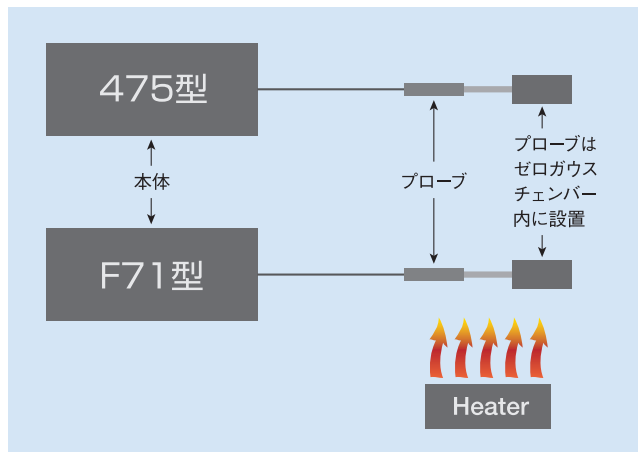 475型
本体
プローブ
プローブは
ゼロガウス
チェンバー
内に設置
F71型
Heater